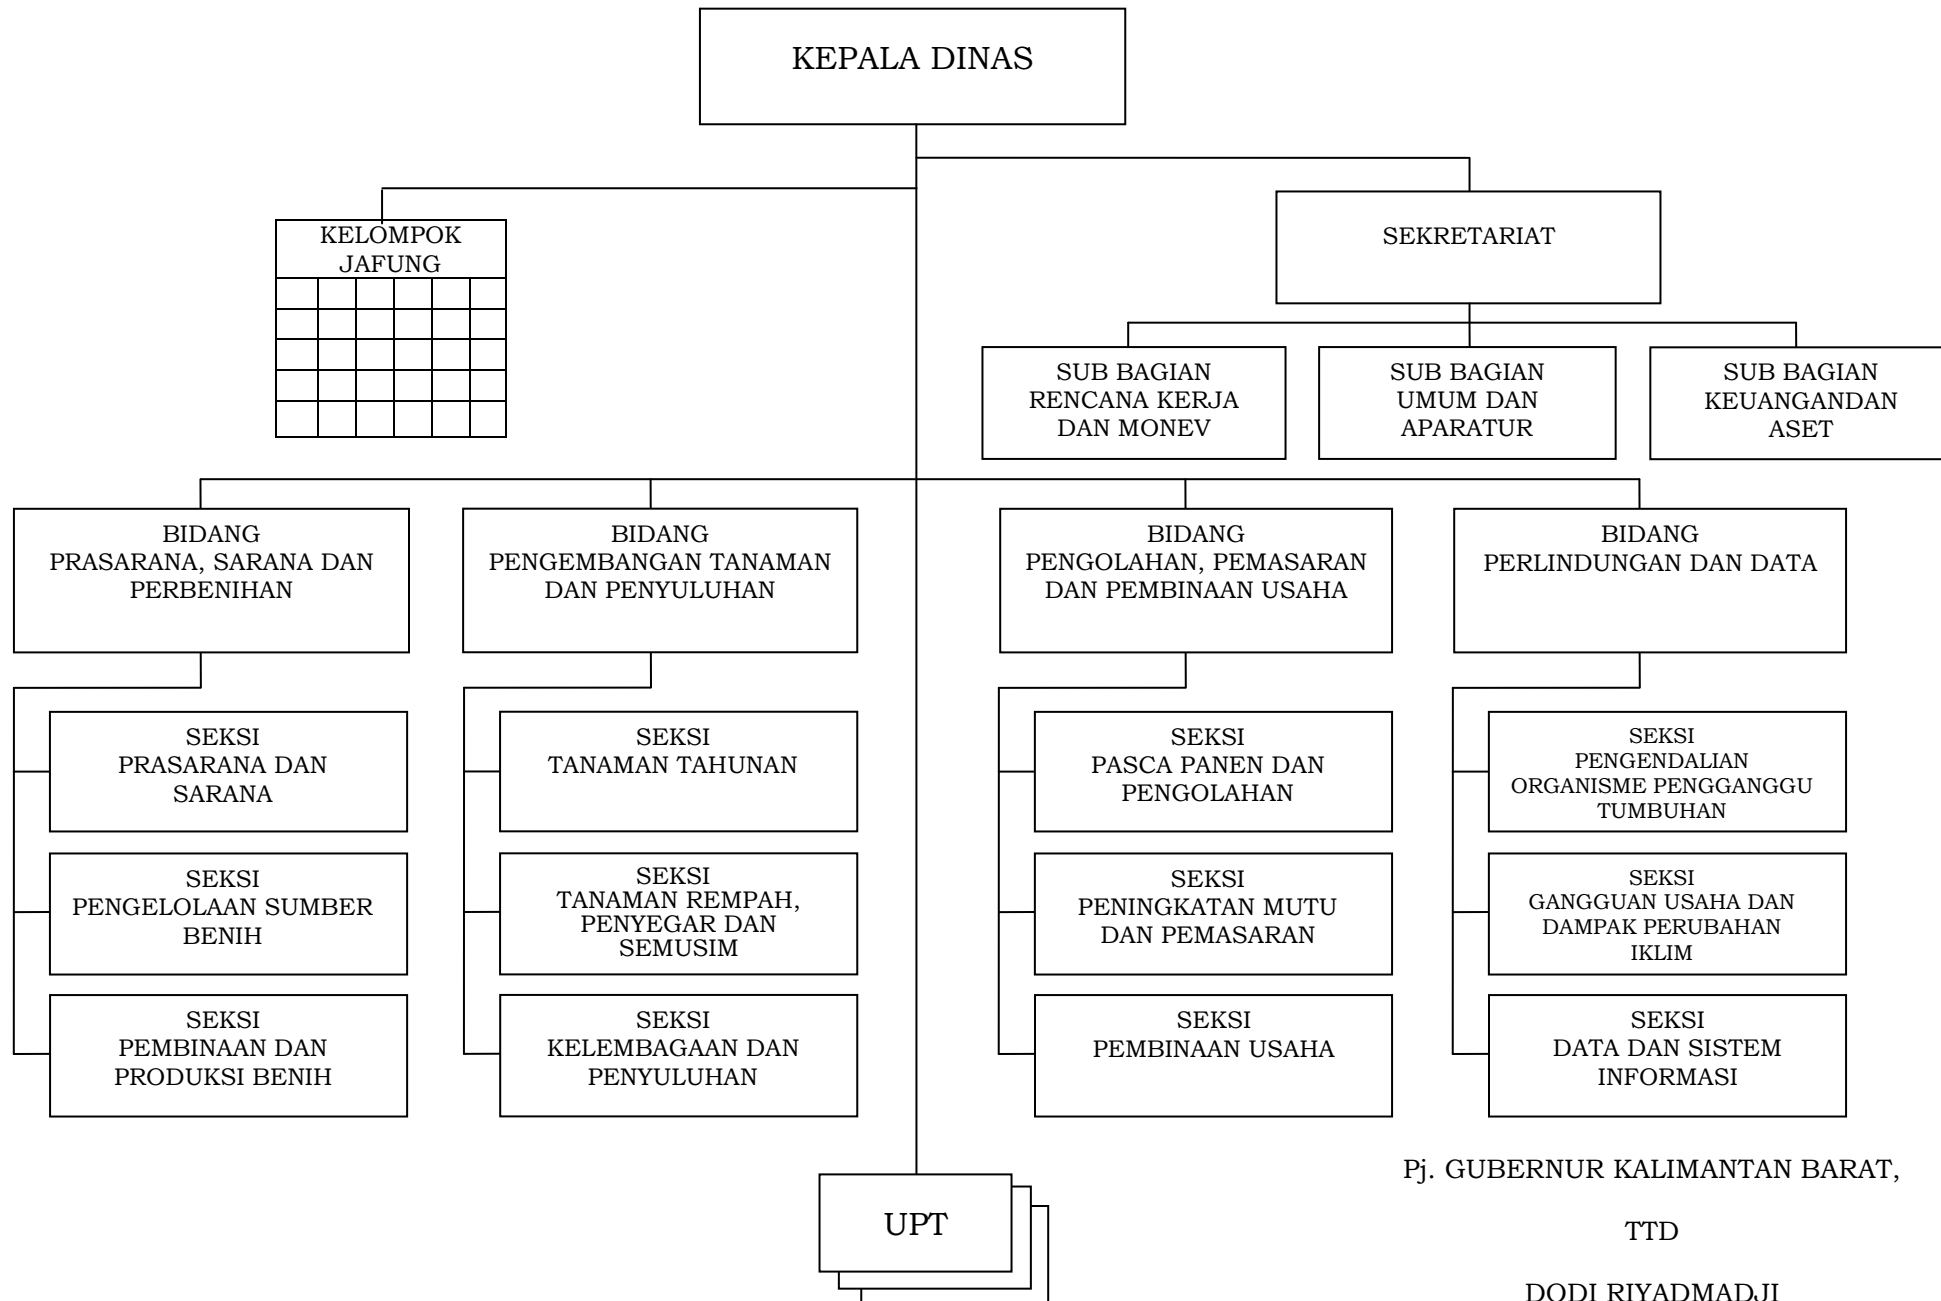 KEPALA DINAS
KELOMPOK
JAFUNG
SEKRETARIAT
SUB BAGIAN
RENCANA KERJA
DAN MONEV
SUB BAGIAN
UMUM DAN
APARATUR
SUB BAGIAN
KEUANGANDAN
ASET
BIDANG
PRASARANA, SARANA DAN
PERBENIHAN
BIDANG
PENGEMBANGAN TANAMAN
DAN PENYULUHAN
BIDANG
PENGOLAHAN, PEMASARAN
DAN PEMBINAAN USAHA
BIDANG
PERLINDUNGAN DAN DATA
SEKSI
PRASARANA DAN
SARANA
SEKSI
TANAMAN TAHUNAN
SEKSI
PASCA PANEN DAN
PENGOLAHAN
SEKSI
PENGENDALIAN
ORGANISME PENGGANGGU
TUMBUHAN
SEKSI
PENGELOLAAN SUMBER
BENIH
SEKSI
TANAMAN REMPAH,
PENYEGAR DAN
SEMUSIM
SEKSI
PENINGKATAN MUTU
DAN PEMASARAN
SEKSI
GANGGUAN USAHA DAN
DAMPAK PERUBAHAN
IKLIM
SEKSI
PEMBINAAN DAN
PRODUKSI BENIH
SEKSI
KELEMBAGAAN DAN
PENYULUHAN
SEKSI
PEMBINAAN USAHA
SEKSI
DATA DAN SISTEM
INFORMASI
UPT
Pj. GUBERNUR KALIMANTAN BARAT,
TTD
DODI RIYADMADJI